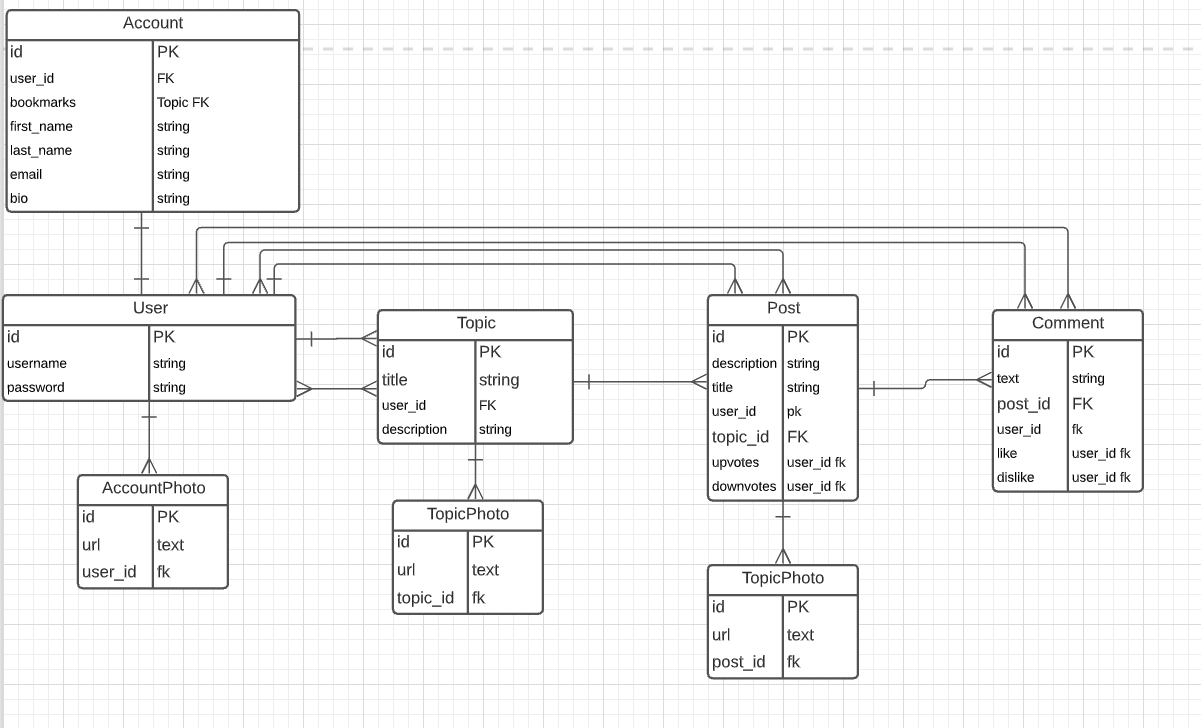 Account
id PK
user_id FK
bookmarks Topic FK
first_name string
last_name string
email string
bio string
User
id PK
username string
password string
Topic
id PK
title string
user_id FK
description string
Post
id PK
description string
title string
user_id pk
topic_id FK
upvotes user_id fk
downvotes user_id fk
Comment
id PK
text string
post_id FK
user_id fk
like user_id fk
dislike user_id fk
AccountPhoto
id PK
url text
user_id fk
TopicPhoto
id PK
url text
topic_id fk
TopicPhoto
id PK
url text
post_id fk